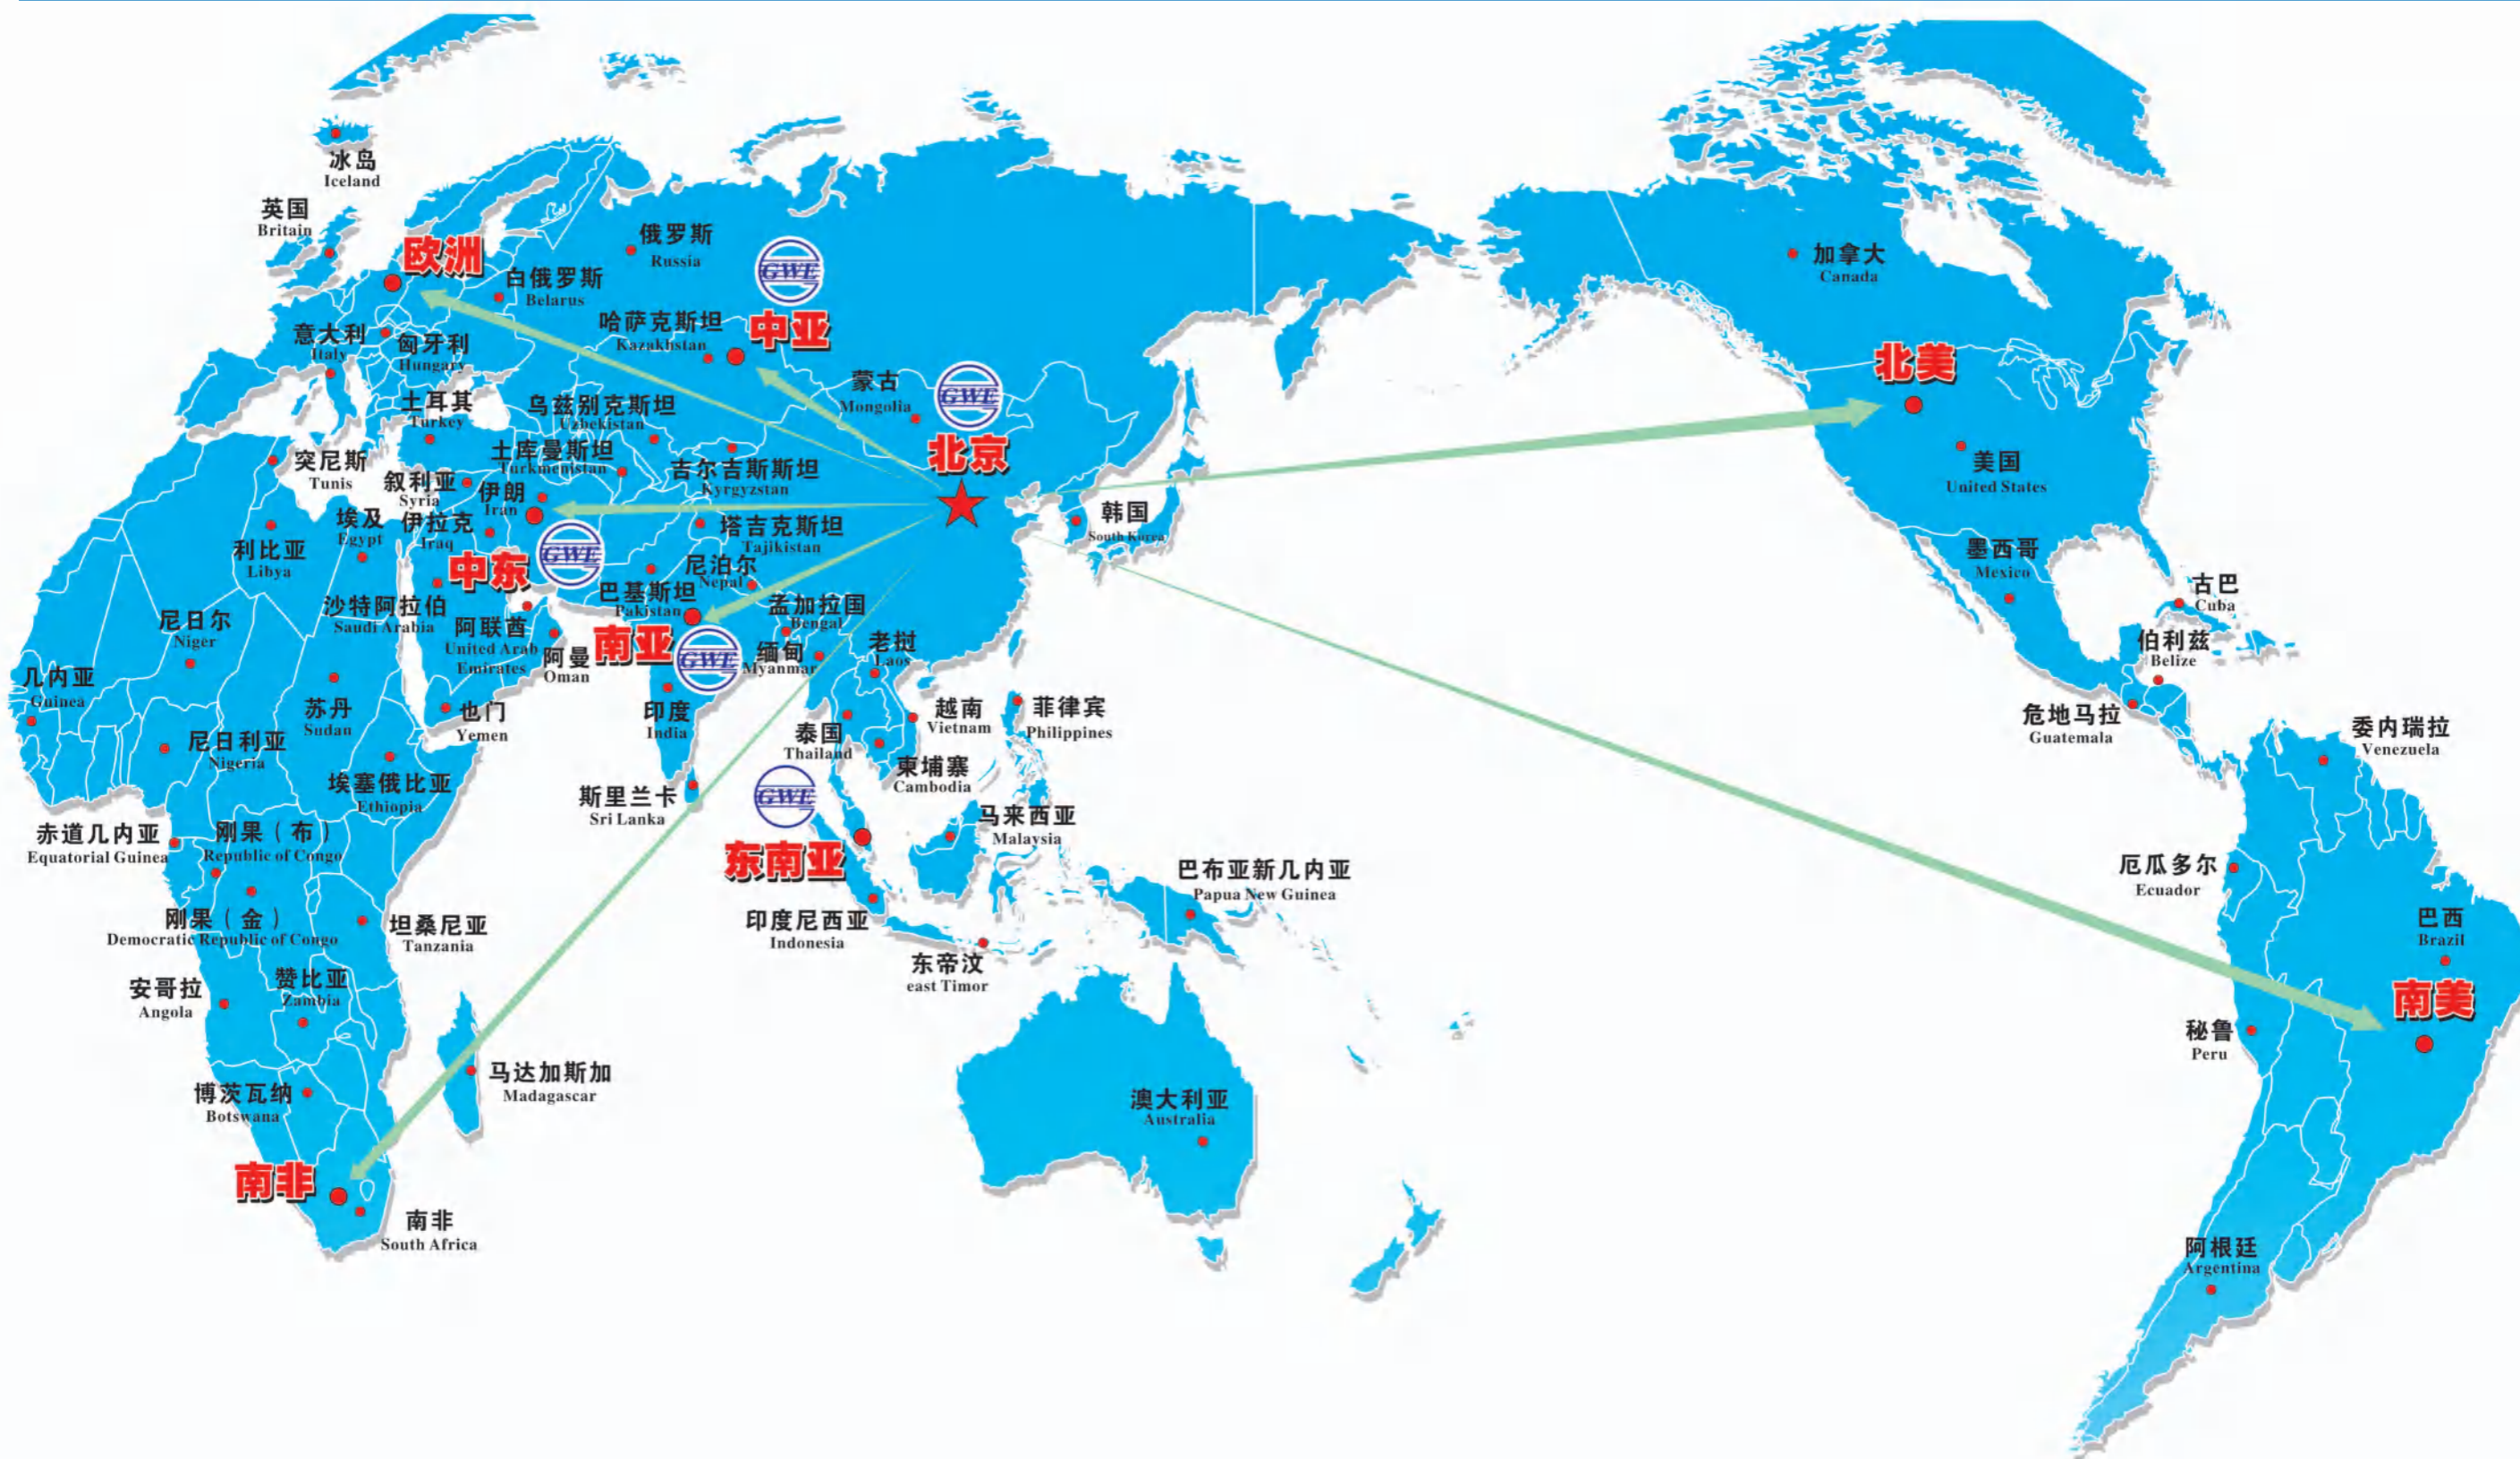 冰岛
Iceland
英国
Britain
欧洲
俄罗斯
Russia
GWE
白俄罗斯
Belarus
哈萨克斯坦
Kazakhstan
中亚
意大利
Italy
匈牙利
Hungary
蒙古
Mongolia
GWE
北京
土耳其
Turkey
乌兹别克斯坦
Uzbekistan
土库曼斯坦
Turkmenistan
吉尔吉斯斯坦
Kyrgyzstan
突尼斯
Tunis
叙利亚
Syria
伊朗
Iran
埃及
Egypt
伊拉克
Iraq
塔吉克斯坦
Tajikistan
韩国
South Korea
利比亚
Libya
中东
GWE
尼泊尔
Nepal
巴基斯坦
Pakistan
沙特阿拉伯
Saudi Arabia
孟加拉国
Bengal
尼日尔
Niger
阿联酋
United Arab
Emirates
阿曼
Oman
南亚
GWE
缅甸
Myanmar
老挝
Laos
几内亚
Guinea
苏丹
Sudan
也门
Yemen
印度
India
泰国
Thailand
越南
Vietnam
菲律宾
Philippines
尼日利亚
Nigeria
埃塞俄比亚
Ethiopia
斯里兰卡
Sri Lanka
GWE
東埔寨
Cambodia
马来西亚
Malaysia
赤道几内亚
Equatorial Guinea
刚果（布）
Republic of Congo
东南亚
巴布亚新几内亚
Papua New Guinea
刚果（金）
Democratic Republic of Congo
坦桑尼亚
Tanzania
印度尼西亚
Indonesia
东帝汶
east Timor
安哥拉
Angola
赞比亚
Zambia
马达加斯加
Madagascar
博茨瓦纳
Botswana
澳大利亚
Australia
南非
南非
South Africa
加拿大
Canada
北美
美国
United States
墨西哥
Mexico
古巴
Cuba
伯利兹
Belize
危地马拉
Guatemala
委内瑞拉
Venezuela
厄瓜多尔
Ecuador
巴西
Brazil
南美
秘鲁
Peru
阿根廷
Argentina